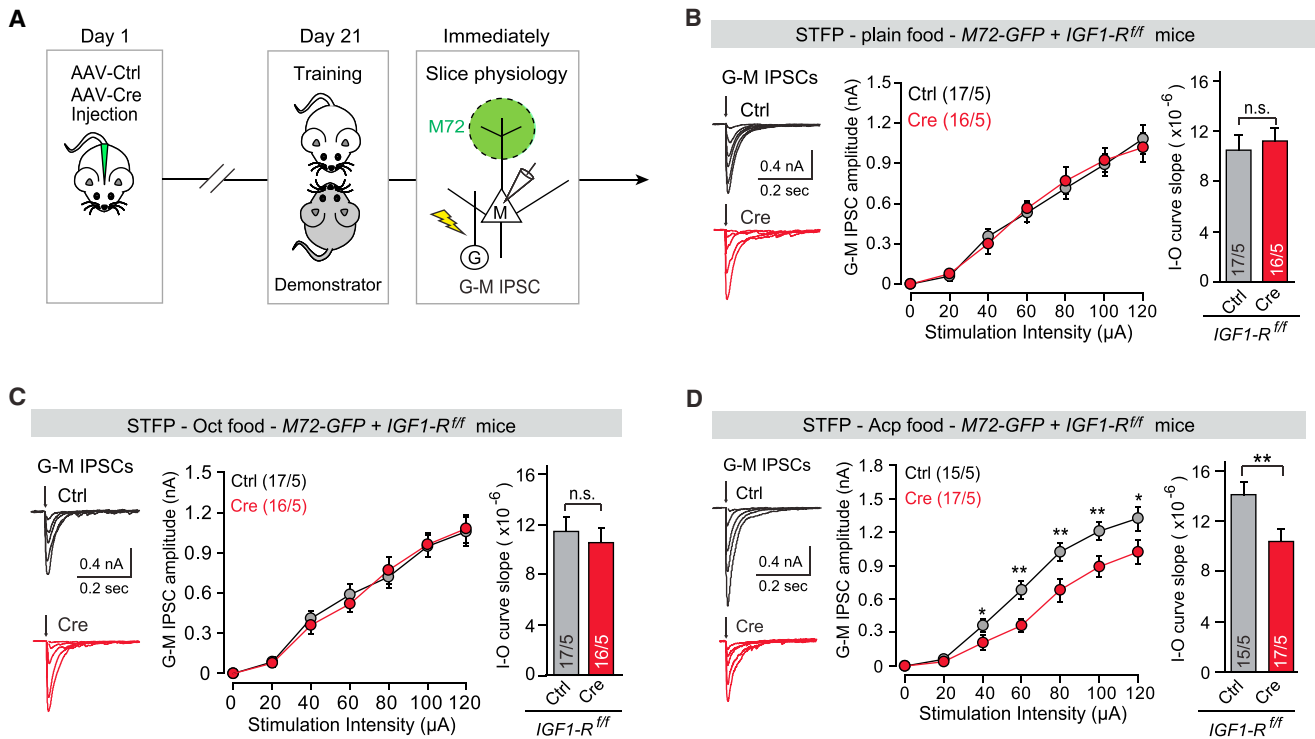 A
Day 1
Day 21
Immediately
AAV-Ctrl
AAV-Cre
Injection
Training
Demonstrator
Slice physiology
M72
M
G
G-M IPSC
B
STFP - plain food - M72-GFP + IGF1-R f/f mice
G-M IPSCs
Ctrl
0.4 nA
0.2 sec
Cre
G-M IPSC amplitude (nA)
1.5
1.2
0.9
0.6
0.3
0
Ctrl (17/5)
Cre (16/5)
0 20 40 60 80 100 120
Stimulation Intensity (µA)
I-O curve slope ( x10 -6 )
16
12
8
4
0
n.s.
17/5
16/5
Ctrl
Cre
IGF1-R f/f
C
STFP - Oct food - M72-GFP + IGF1-R f/f mice
G-M IPSCs
Ctrl
0.4 nA
0.2 sec
Cre
G-M IPSC amplitude (nA)
1.5
1.2
0.9
0.6
0.3
0
Ctrl (17/5)
Cre (16/5)
0 20 40 60 80 100 120
Stimulation Intensity (µA)
I-O curve slope ( x10 -6 )
16
12
8
4
0
n.s.
17/5
16/5
Ctrl
Cre
IGF1-R f/f
D
STFP - Acp food - M72-GFP + IGF1-R f/f mice
G-M IPSCs
Ctrl
0.4 nA
0.2 sec
Cre
G-M IPSC amplitude (nA)
1.8
1.5
1.2
0.9
0.6
0.3
0
Ctrl (15/5)
Cre (17/5)
* ** ** ** *
0 20 40 60 80 100 120
Stimulation Intensity (µA)
I-O curve slope ( x10 -6 )
16
12
8
4
0
**
15/5
17/5
Ctrl
Cre
IGF1-R f/f